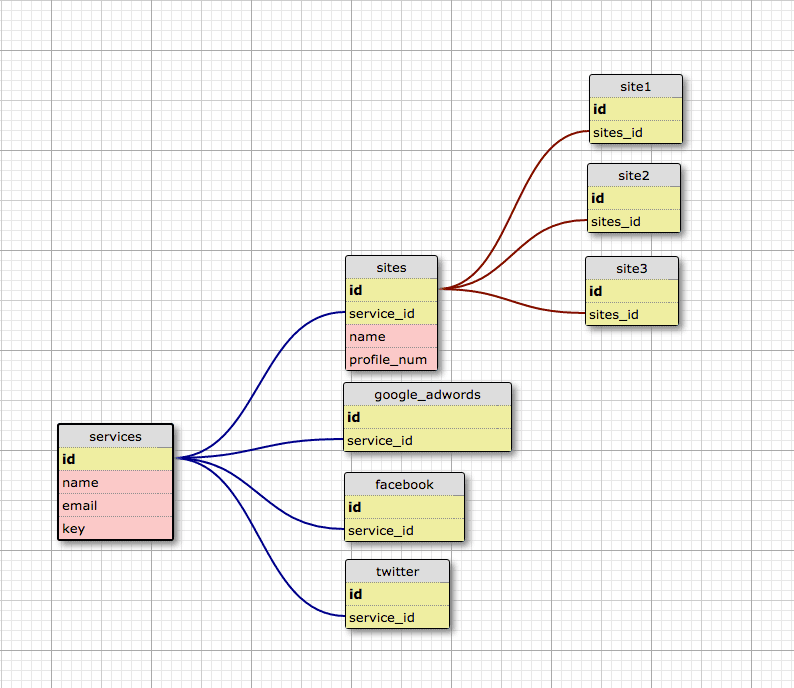 site1
id
sites_id
site2
id
sites_id
site3
id
sites_id
sites
id
service_id
name
profile_num
google_adwords
id
service_id
services
id
name
email
key
facebook
id
service_id
twitter
id
service_id